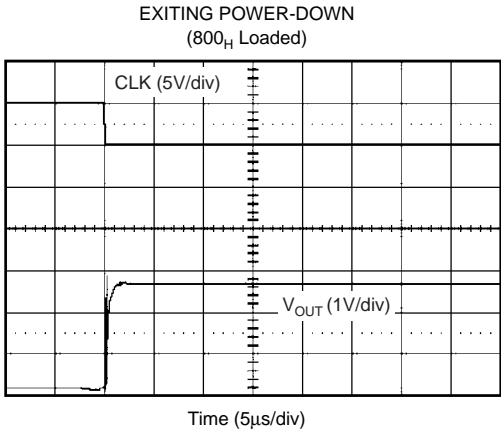 EXITING POWER-DOWN
(800H Loaded)
CLK (5V/div)
VOUT (1V/div)
Time (5µs/div)